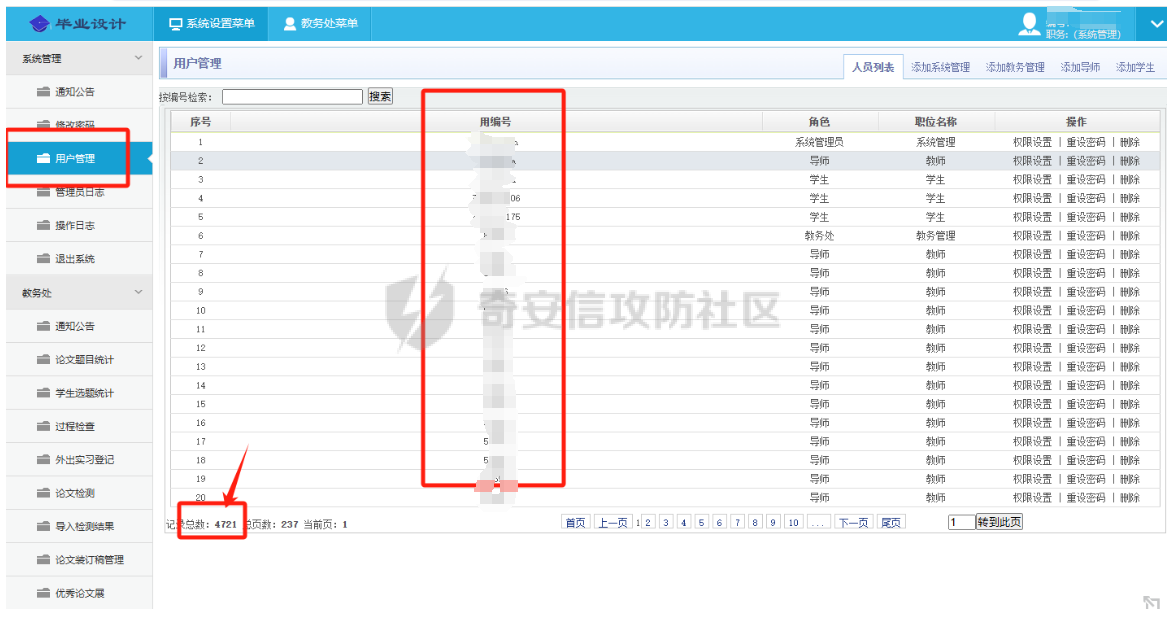 毕业设计 系统设置菜单 教务处菜单
职务:（系统管理）
系统管理
通知公告
修改密码
用户管理
管理员日志
操作日志
退出系统
教务处
通知公告
论文题目统计
学生选题统计
过程检查
外出实习登记
论文检测
导入检测结果
论文装订稿管理
优秀论文展
用户管理 人员列表 添加系统管理 添加教务管理 添加导师 添加学生
按编号检索： 搜索
序号 用编号 角色 职位名称 操作
1 系统管理员 系统管理 权限设置 | 重设密码 | 删除
2 导师 教师 权限设置 | 重设密码 | 删除
3 学生 学生 权限设置 | 重设密码 | 删除
4 06 学生 学生 权限设置 | 重设密码 | 删除
5 175 学生 学生 权限设置 | 重设密码 | 删除
6 教务处 教务管理 权限设置 | 重设密码 | 删除
7 导师 教师 权限设置 | 重设密码 | 删除
8 导师 教师 权限设置 | 重设密码 | 删除
9 导师 教师 权限设置 | 重设密码 | 删除
10 导师 教师 权限设置 | 重设密码 | 删除
11 导师 教师 权限设置 | 重设密码 | 删除
12 导师 教师 权限设置 | 重设密码 | 删除
13 导师 教师 权限设置 | 重设密码 | 删除
14 导师 教师 权限设置 | 重设密码 | 删除
15 导师 教师 权限设置 | 重设密码 | 删除
16 导师 教师 权限设置 | 重设密码 | 删除
17 5 导师 教师 权限设置 | 重设密码 | 删除
18 5 导师 教师 权限设置 | 重设密码 | 删除
19 导师 教师 权限设置 | 重设密码 | 删除
20 导师 教师 权限设置 | 重设密码 | 删除
奇安信攻防社区
记录总数: 4721 总页数: 237 当前页: 1 首页 上一页 1 2 3 4 5 6 7 8 9 10 ... 下一页 尾页 1 转到此页